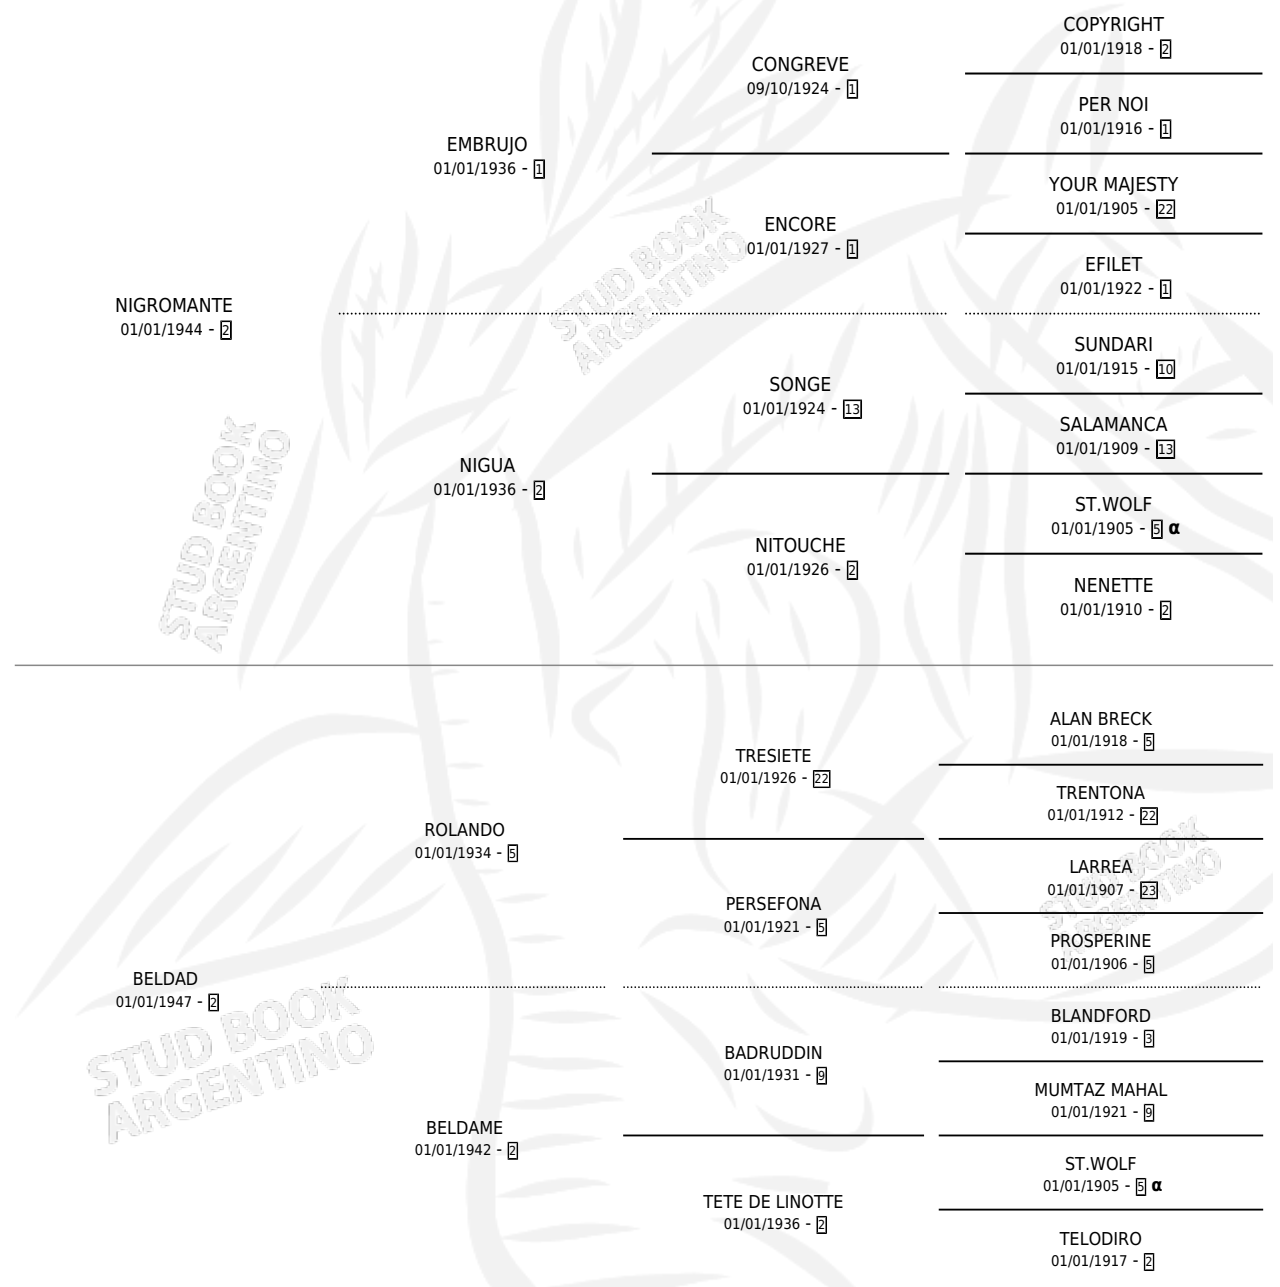 COPYRIGHT
01/01/1918 - 2
CONGREVE
09/10/1924 - 1
PER NOI
01/01/1916 - 1
EMBRUJO
01/01/1936 - 1
YOUR MAJESTY
01/01/1905 - 22
ENCORE
01/01/1927 - 1
EFILET
01/01/1922 - 1
NIGROMANTE
01/01/1944 - 2
STUD BOOK
ARGENTINO
SUNDARI
01/01/1915 - 10
SONGE
01/01/1924 - 13
SALAMANCA
01/01/1909 - 13
NIGUA
01/01/1936 - 2
ST.WOLF
01/01/1905 - 5 α
NITOUCHE
01/01/1926 - 2
NENETTE
01/01/1910 - 2
STUD BOOK
ARGENTINO
ALAN BRECK
01/01/1918 - 5
TRESIETE
01/01/1926 - 22
TRENTONA
01/01/1912 - 22
ROLANDO
01/01/1934 - 5
LARREA
01/01/1907 - 23
STUD BOOK
ARGENTINO
PERSEFONA
01/01/1921 - 5
PROSPERINE
01/01/1906 - 5
BELDAD
01/01/1947 - 2
STUD BOOK
ARGENTINO
BLANDFORD
01/01/1919 - 3
BADRUDDIN
01/01/1931 - 9
MUMTAZ MAHAL
01/01/1921 - 9
BELDAME
01/01/1942 - 2
ST.WOLF
01/01/1905 - 5 α
TETE DE LINOTTE
01/01/1936 - 2
TELODIRO
01/01/1917 - 2